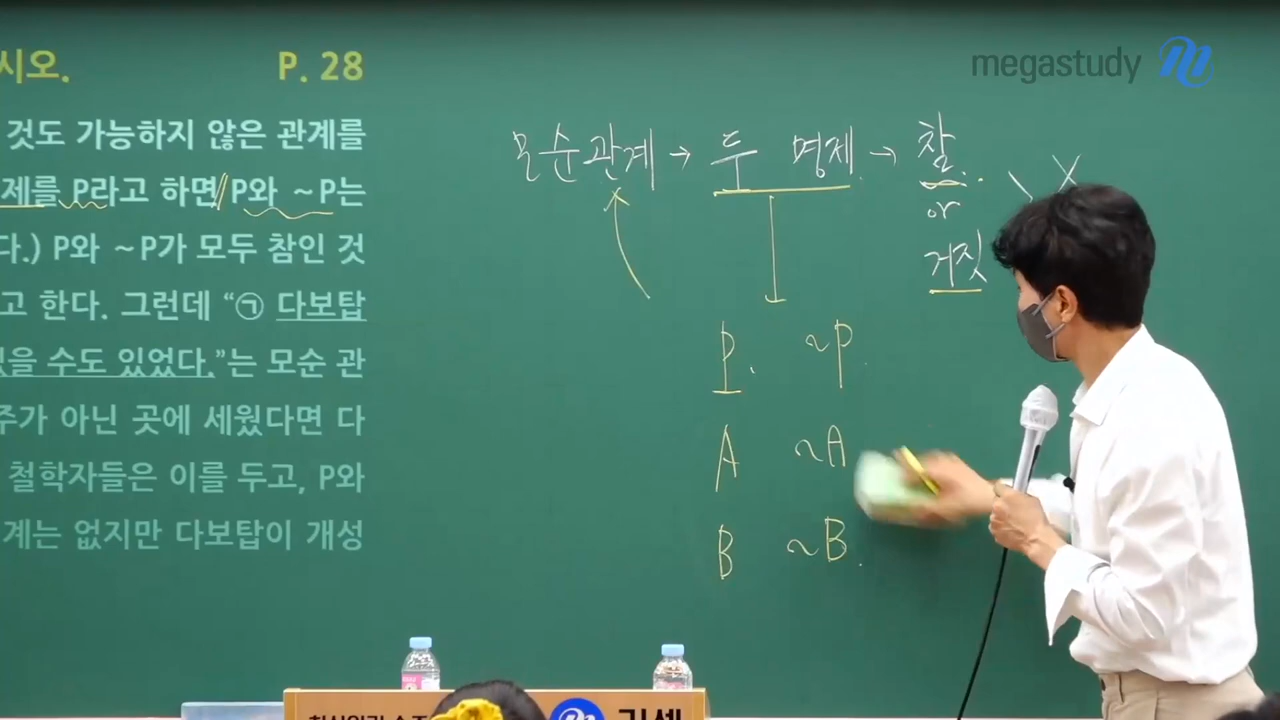 시오. P. 28
것도 가능하지 않은 관계를
제를 P라고 하면 P와 ~P는
다.) P와 ~P가 모두 참인 것
고 한다. 그런데 “㉠ 다보탑
있을 수도 있었다.”는 모순 관
주가 아닌 곳에 세웠다면 다
철학자들은 이를 두고, P와
계는 없지만 다보탑이 개성
megastudy
모순관계 → 두 명제 → 참
or
거짓
P. ~P
A ~A
B ~B.